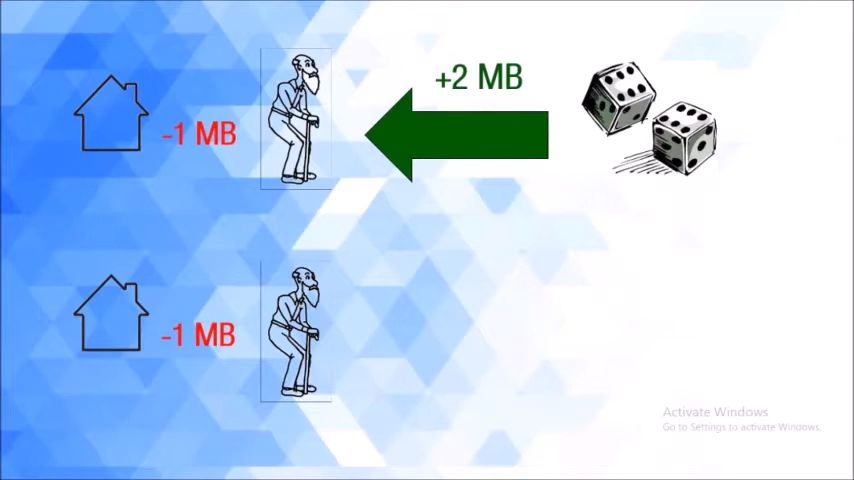 +2 MB
-1 MB
-1 MB
Activate Windows
Go to Settings to activate Windows.